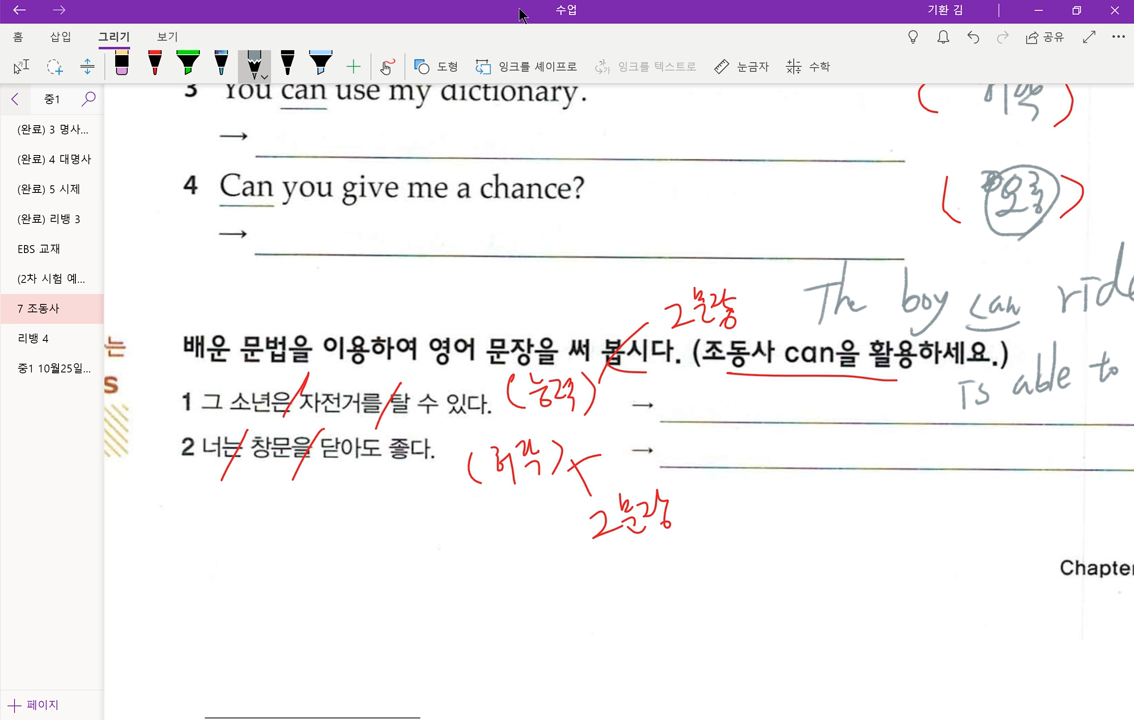 수업
기환 김
홈 삽입 그리기 보기
공유
도형 잉크를 셰이프로 잉크를 텍스트로 눈금자 수학
중1
(완료) 3 명사...
(완료) 4 대명사
(완료) 5 시제
(완료) 리뱅 3
EBS 교재
(2차 시험 예...
7 조동사
리뱅 4
중1 10월25일...
페이지
3 You can use my dictionary. (허락)
→
4 Can you give me a chance? (요청)
→
The boy can ride
is able to
2문장
는
S
배운 문법을 이용하여 영어 문장을 써 봅시다. (조동사 can을 활용하세요.)
1 그 소년은/자전거를/탈 수 있다. (능력) →
2 너는/창문을/닫아도 좋다. (허락) →
2문장
Chapter